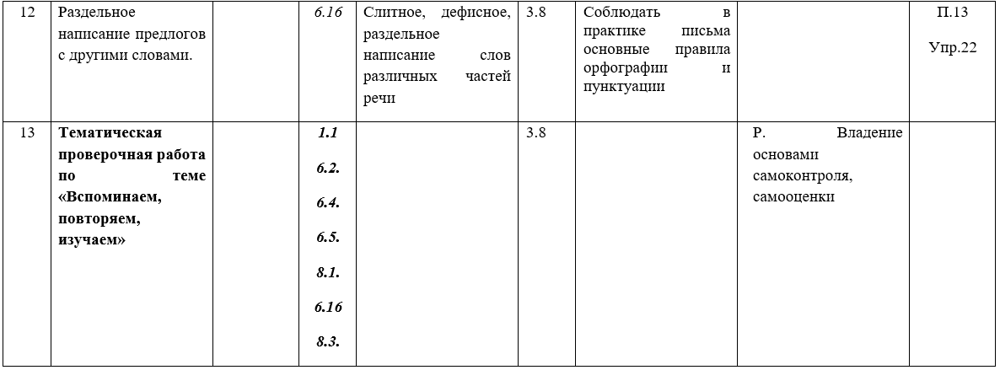 12
Раздельное
написание предлогов
с другими словами.
6.16
Слитное, дефисное,
раздельное
написание слов
различных частей
речи
3.8
Соблюдать в
практике письма
основные правила
орфографии и
пунктуации
П.13
Упр.22
13
Тематическая
проверочная работа
по теме
«Вспоминаем,
повторяем,
изучаем»
1.1
6.2.
6.4.
6.5.
8.1.
6.16
8.3.
3.8
Р. Владение
основами
самоконтроля,
самооценки